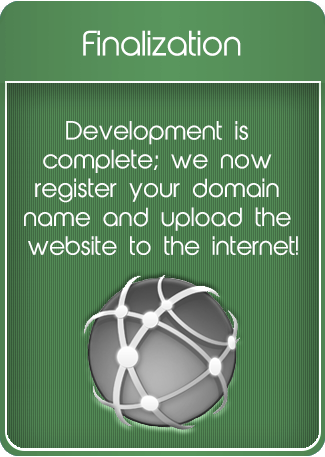 Finalization
Development is
complete; we now
register your domain
name and upload the
website to the internet!